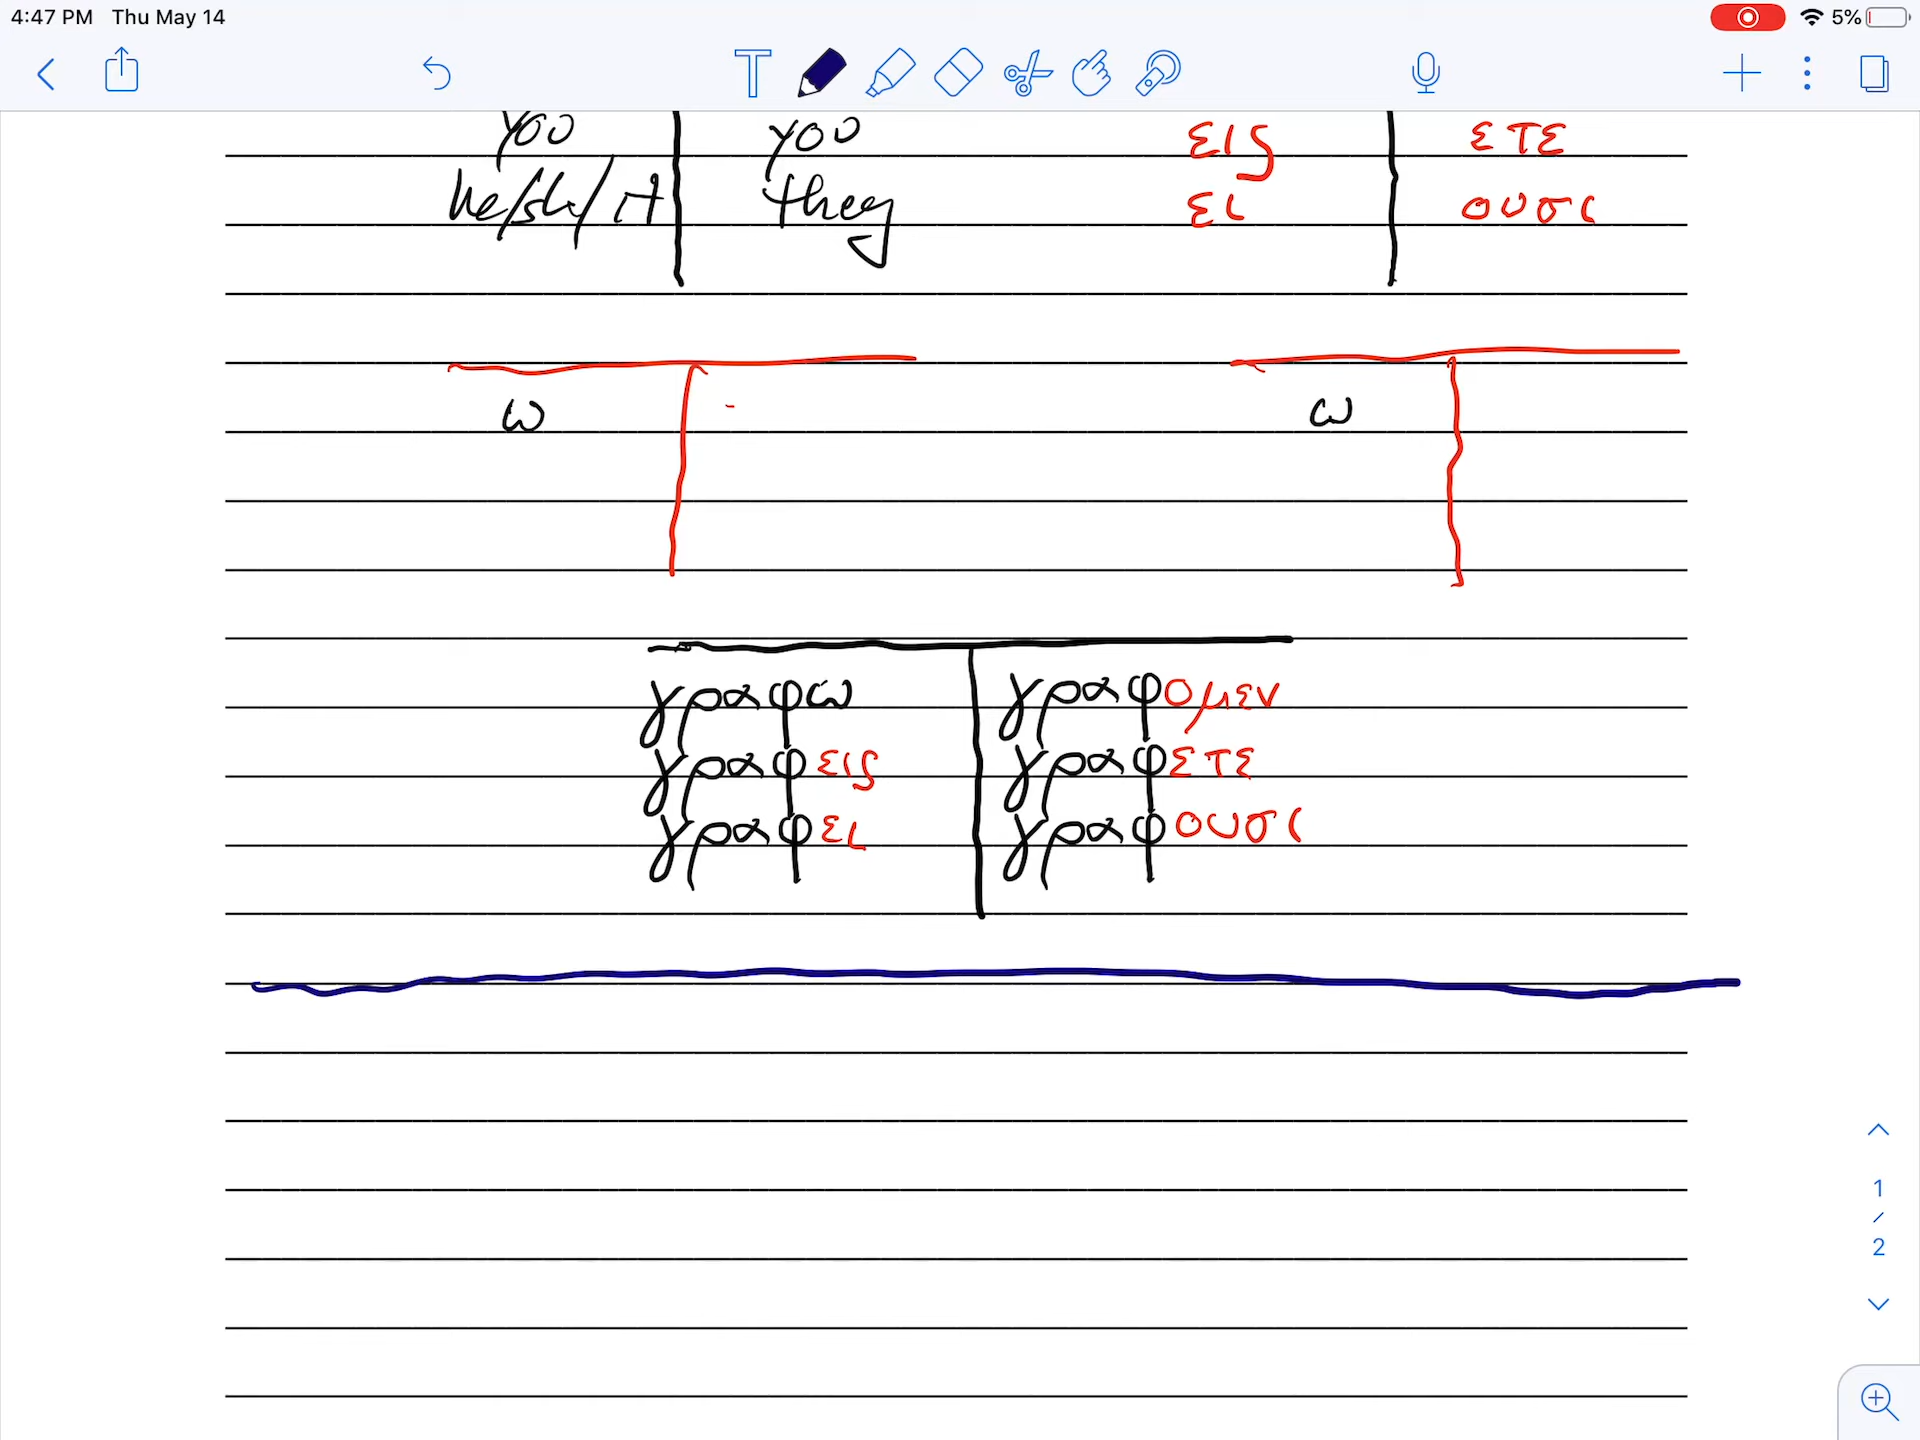 4:47 PM Thu May 14 5%
T
you you εις ετε
he/sh/it they ει ουσι
ω ω
γραφω γραφομεν
γραφεις γραφετε
γραφει γραφουσι
1
/
2